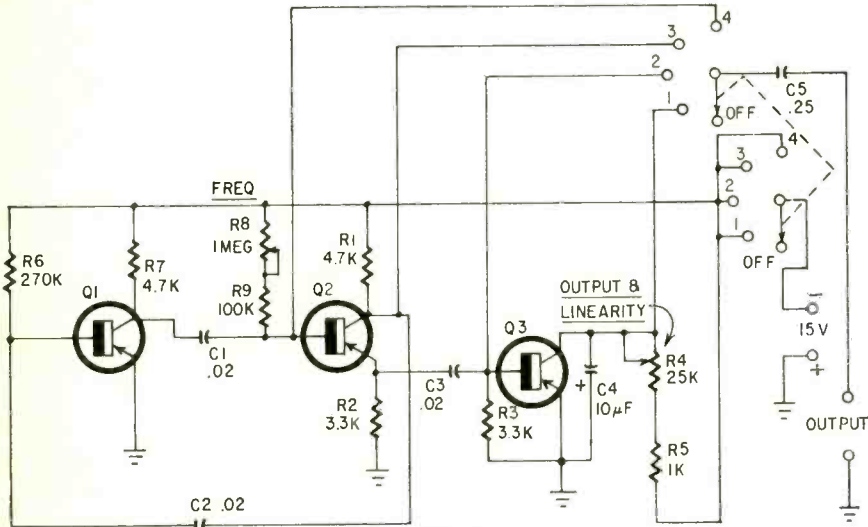 4
3
2
1
OFF
C5
.25
4
3
2
1
OFF
FREQ
R8
1 MEG
R6
270K
R7
4.7K
R1
4.7K
R9
100K
Q1
Q2
Q3
OUTPUT &
LINEARITY
C1
.02
C3
.02
R2
3.3K
R3
3.3K
+
C4
10µF
R4
25K
R5
1K
−
15V
+
OUTPUT
C2 .02